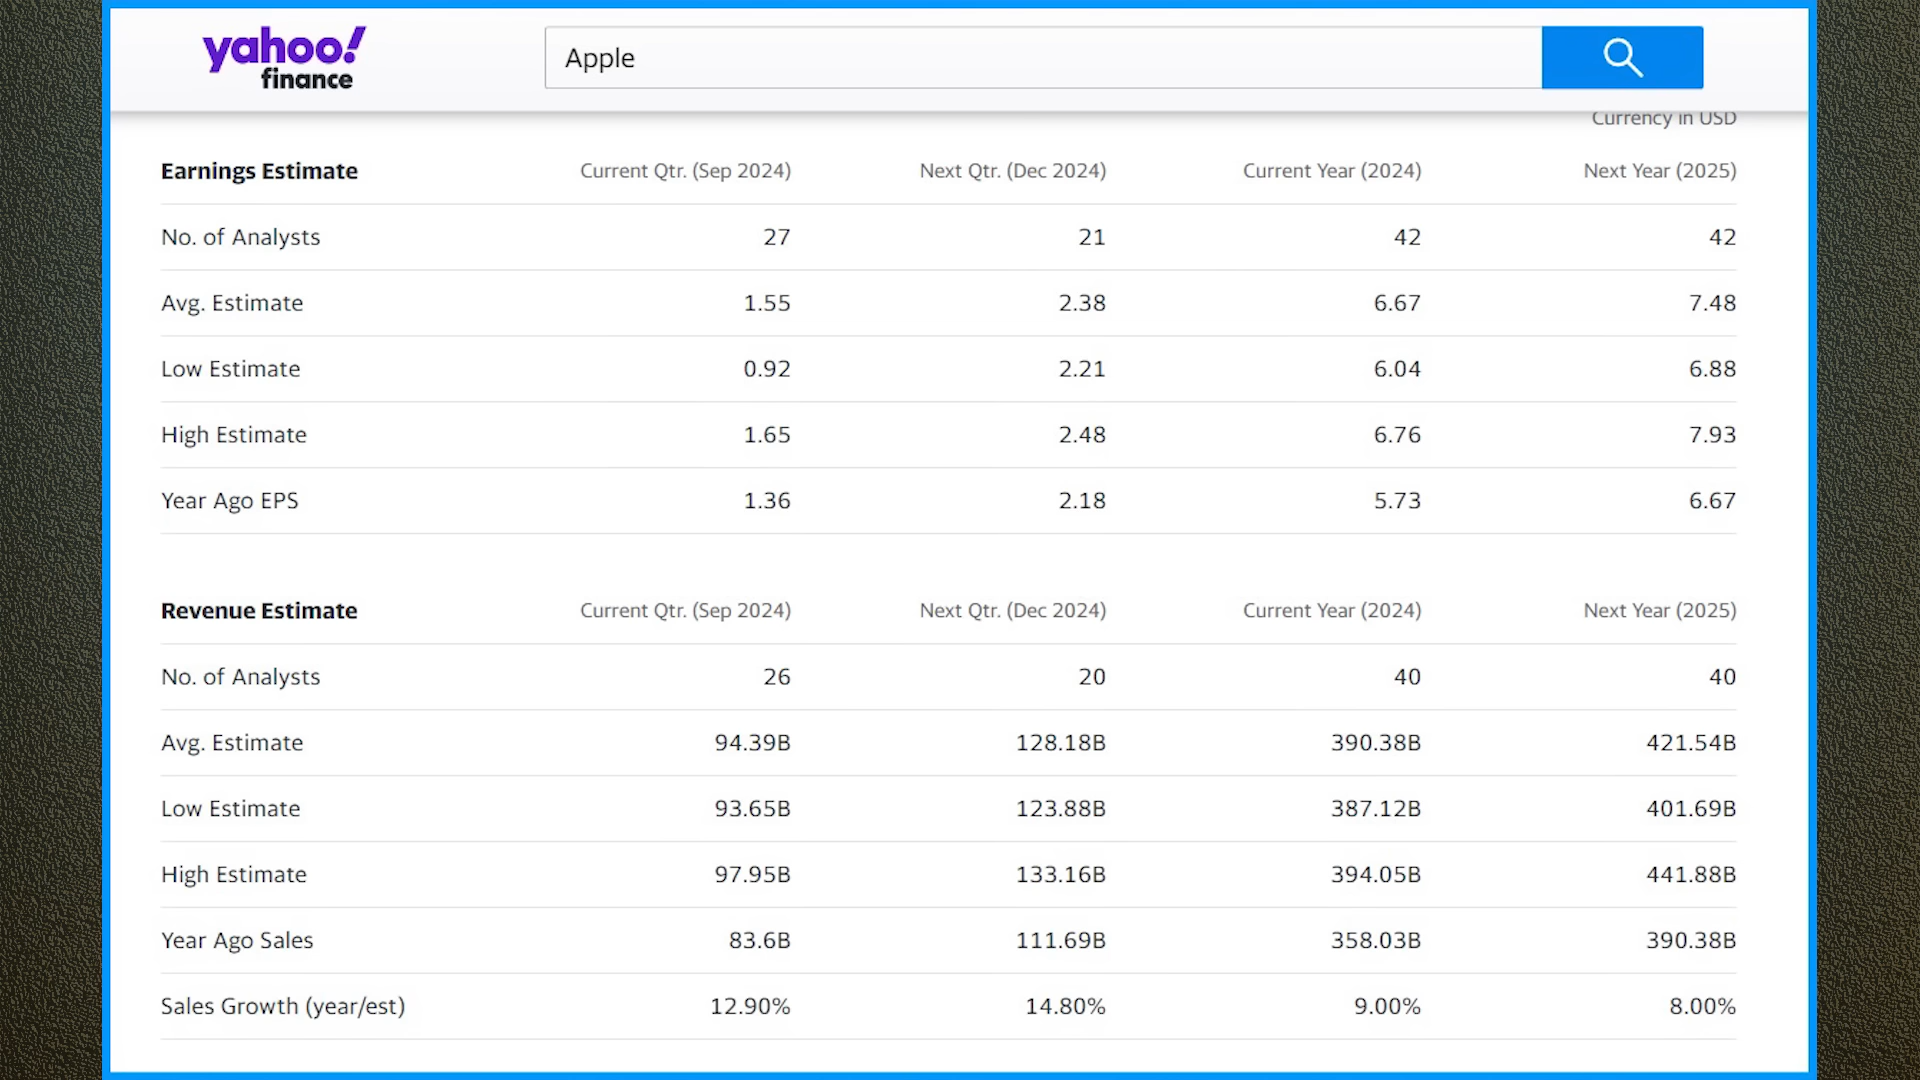 yahoo!
finance
Apple
Currency in USD
Earnings Estimate Current Qtr. (Sep 2024) Next Qtr. (Dec 2024) Current Year (2024) Next Year (2025)
No. of Analysts 27 21 42 42
Avg. Estimate 1.55 2.38 6.67 7.48
Low Estimate 0.92 2.21 6.04 6.88
High Estimate 1.65 2.48 6.76 7.93
Year Ago EPS 1.36 2.18 5.73 6.67
Revenue Estimate Current Qtr. (Sep 2024) Next Qtr. (Dec 2024) Current Year (2024) Next Year (2025)
No. of Analysts 26 20 40 40
Avg. Estimate 94.39B 128.18B 390.38B 421.54B
Low Estimate 93.65B 123.88B 387.12B 401.69B
High Estimate 97.95B 133.16B 394.05B 441.88B
Year Ago Sales 83.6B 111.69B 358.03B 390.38B
Sales Growth (year/est) 12.90% 14.80% 9.00% 8.00%